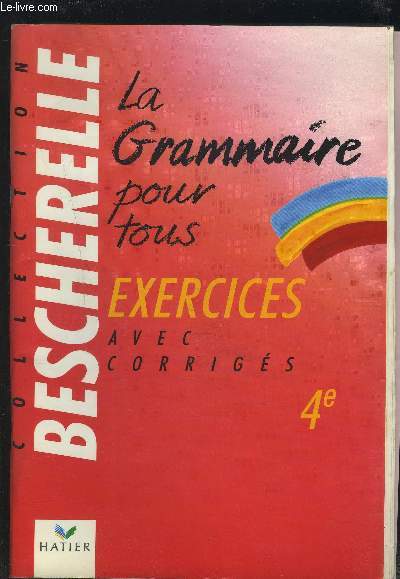 © Le-livre.com
COLLECTION
BESCHERELLE
La
Grammaire
pour
tous
EXERCICES
AVEC
CORRIGÉS
4e
HATIER